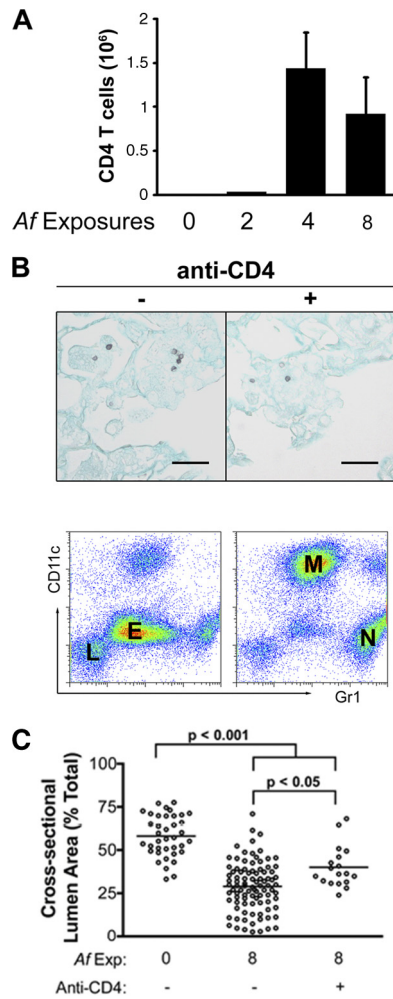 A
CD4 T cells (10⁶)
2
1.5
1
0.5
0
Af Exposures 0 2 4 8
B
anti-CD4
- +
CD11c
L E M N
Gr1
C
p < 0.001
p < 0.05
Cross-sectional
Lumen Area (% Total)
100
75
50
25
0
Af Exp: 0 8 8
Anti-CD4: - - +